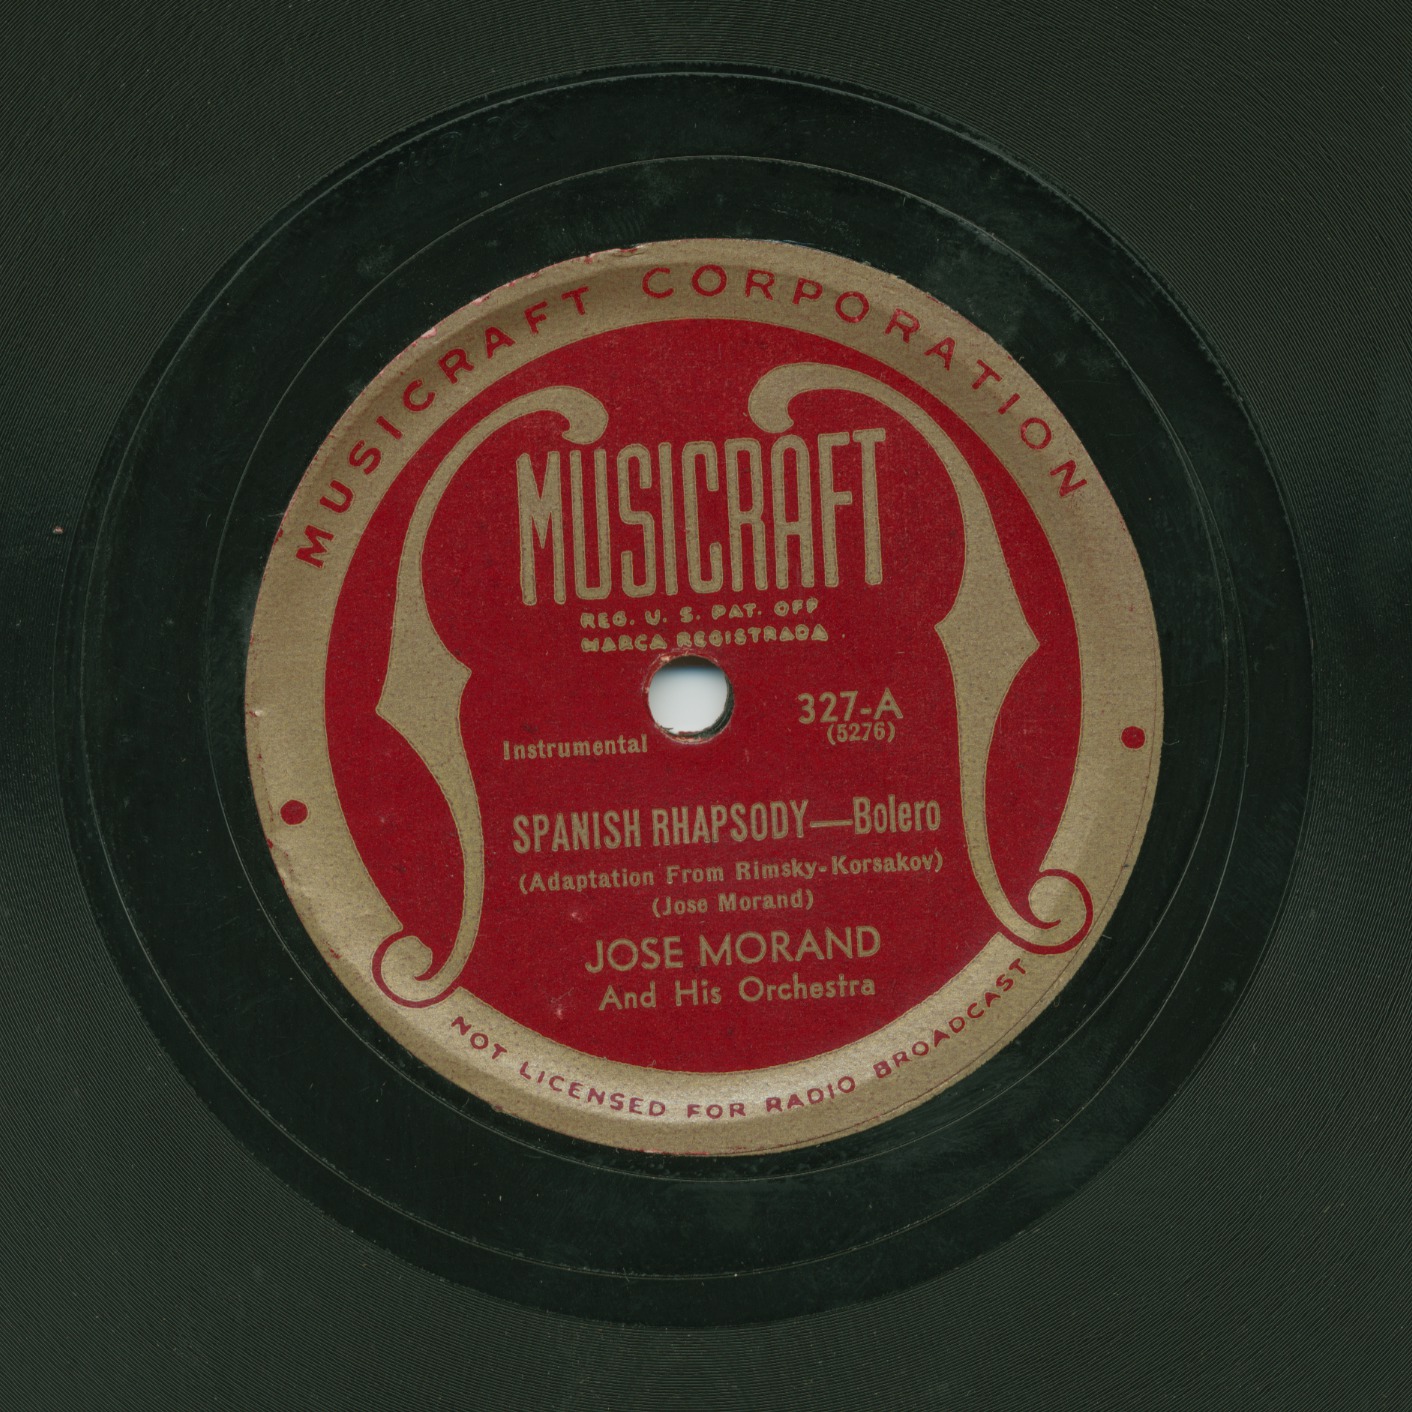 MUSICRAFT CORPORATION
MUSICRAFT
REG. U. S. PAT. OFF
MARCA REGISTRADA
327-A
(5276)
Instrumental
SPANISH RHAPSODY—Bolero
(Adaptation From Rimsky-Korsakov)
(Jose Morand)
JOSE MORAND
And His Orchestra
NOT LICENSED FOR RADIO BROADCAST